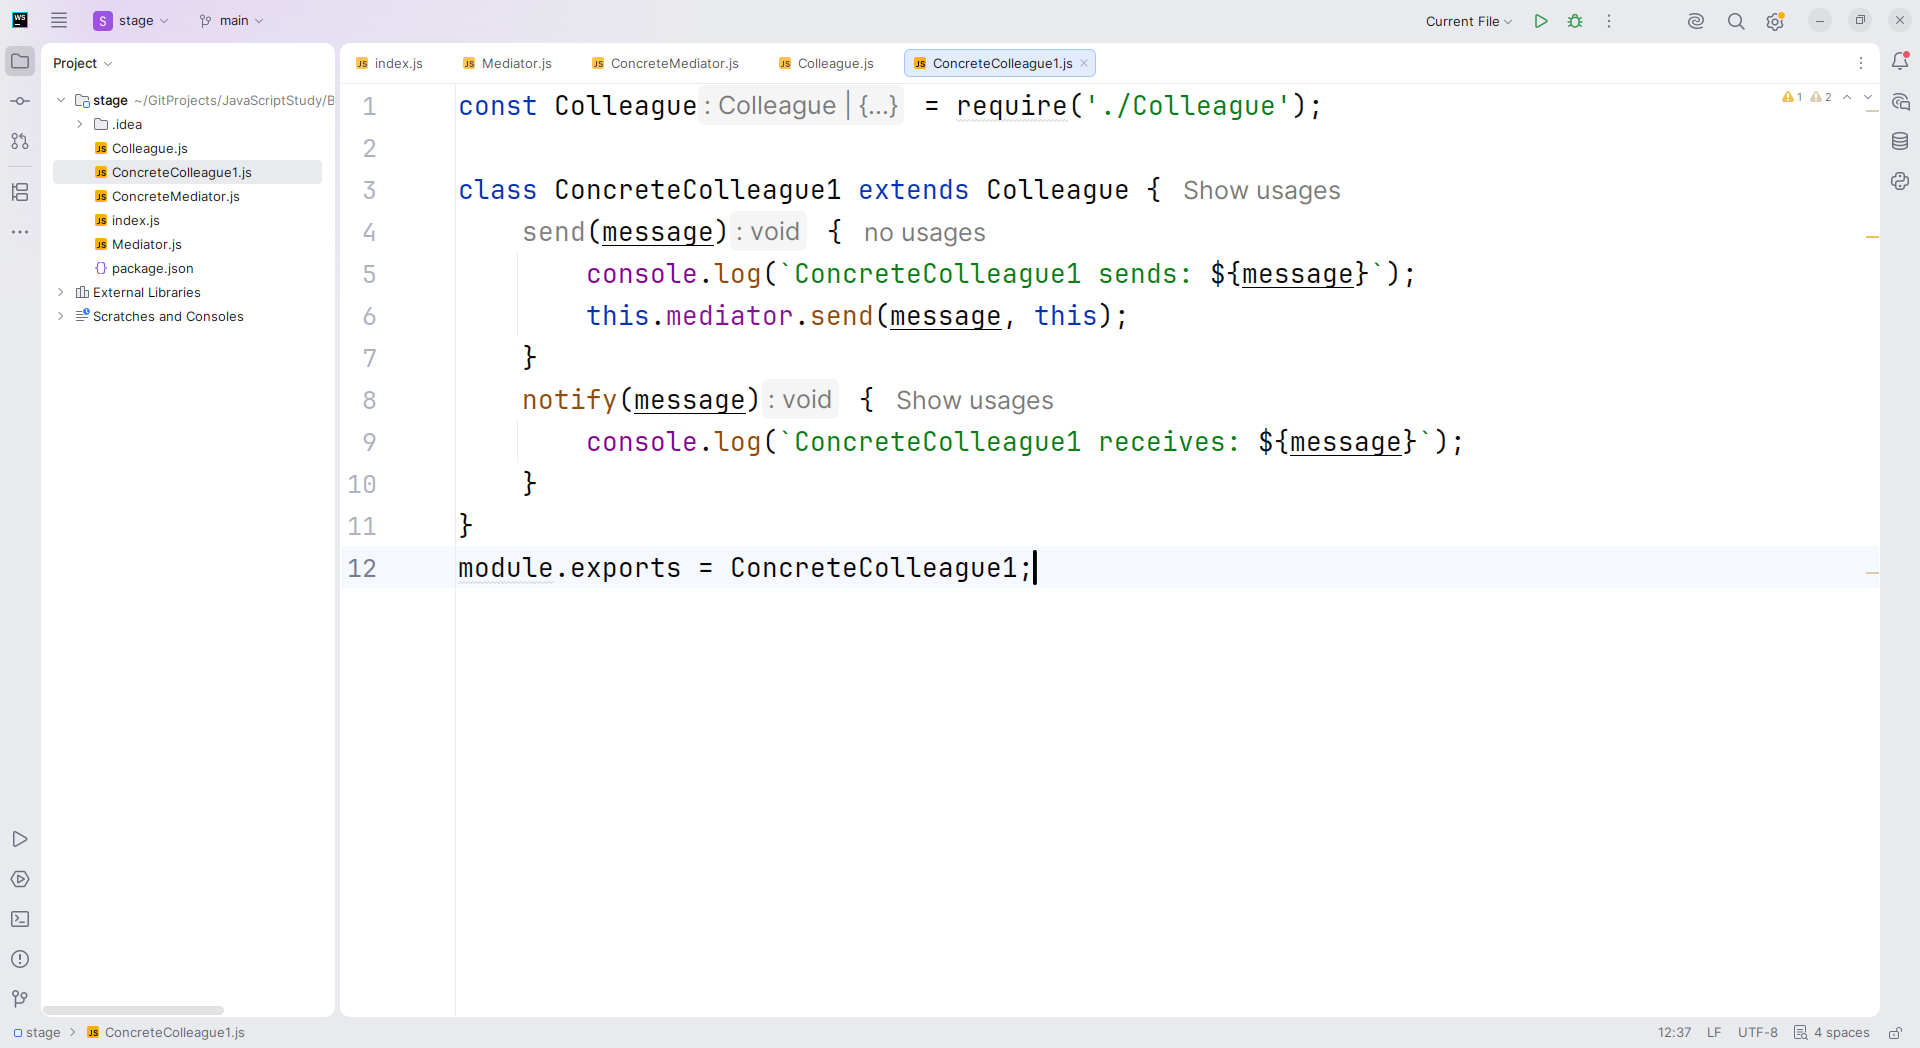 WS
S stage main
Current File
Project
index.js Mediator.js ConcreteMediator.js Colleague.js ConcreteColleague1.js
stage ~/GitProjects/JavaScriptStudy/B
.idea
Colleague.js
ConcreteColleague1.js
ConcreteMediator.js
index.js
Mediator.js
package.json
External Libraries
Scratches and Consoles
1 const Colleague : Colleague | {...} = require('./Colleague');
2
3 class ConcreteColleague1 extends Colleague { Show usages
4 send(message) : void { no usages
5 console.log(`ConcreteColleague1 sends: ${message}`);
6 this.mediator.send(message, this);
7 }
8 notify(message) : void { Show usages
9 console.log(`ConcreteColleague1 receives: ${message}`);
10 }
11 }
12 module.exports = ConcreteColleague1;
1 2
stage ConcreteColleague1.js
12:37 LF UTF-8 4 spaces